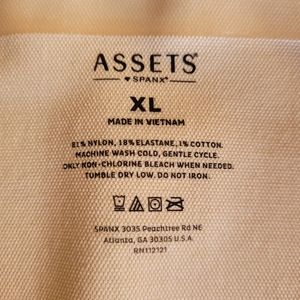 ASSETS®
♥ SPANX®
XL
MADE IN VIETNAM
81% NYLON, 18% ELASTANE, 1% COTTON.
MACHINE WASH COLD, GENTLE CYCLE.
ONLY NON-CHLORINE BLEACH WHEN NEEDED.
TUMBLE DRY LOW. DO NOT IRON.
SPANX 3035 Peachtree Rd NE
Atlanta, GA 30305 U.S.A.
RN112121